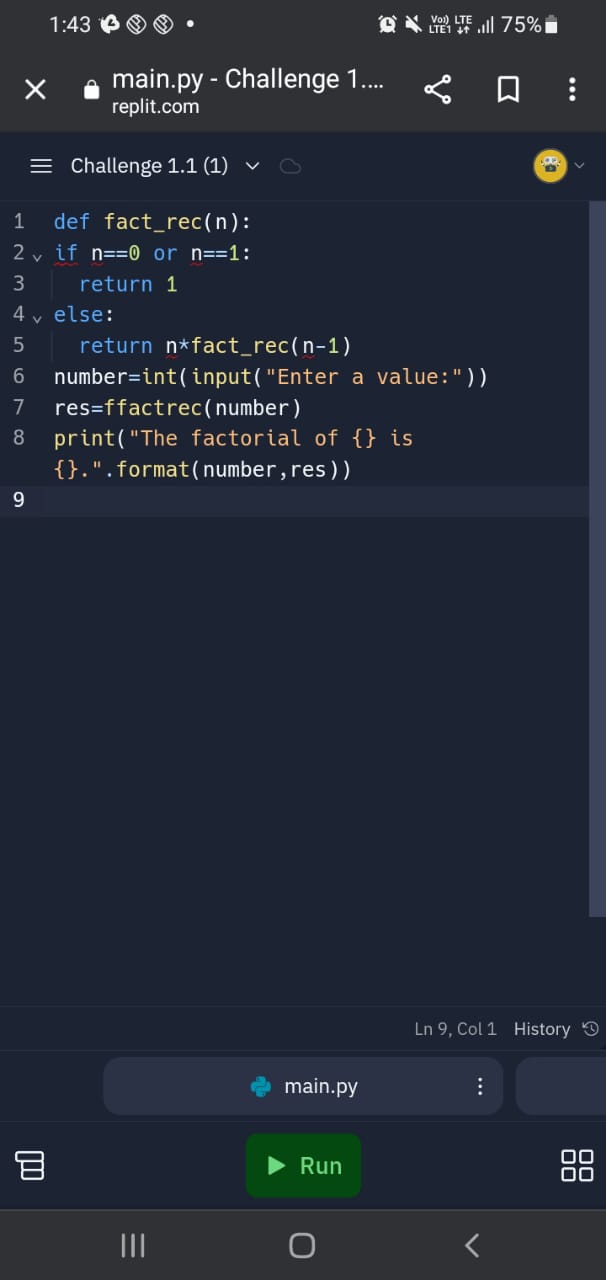 1:43
Vo)) LTE 75%
LTE1
main.py - Challenge 1....
replit.com
Challenge 1.1 (1)
1 def fact_rec(n):
2 if n==0 or n==1:
3 return 1
4 else:
5 return n*fact_rec(n-1)
6 number=int(input("Enter a value:"))
7 res=ffactrec(number)
8 print("The factorial of {} is
{}.".format(number,res))
9
Ln 9, Col 1 History
main.py
Run